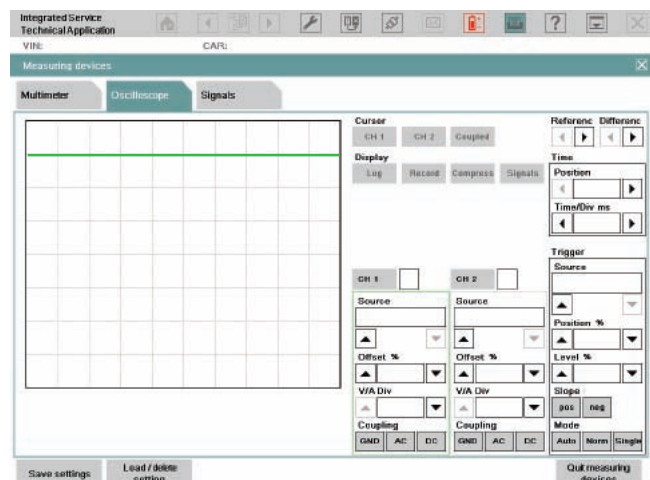 Integrated Service
Technical Application
VIN: CAR:
Measuring devices
Multimeter Oscilloscope Signals
Cursor
CH 1 CH 2 Coupled
Referenc Differenc
Display
Log Record Compress Signals
Time
Position
Time/Div ms
Trigger
Source
CH 1 CH 2
Source Source
Position %
Offset % Offset % Level %
V/A Div V/A Div Slope
pos neg
Coupling Coupling Mode
GND AC DC GND AC DC Auto Norm Single
Save settings Load / delete Quit measuring
setting devices